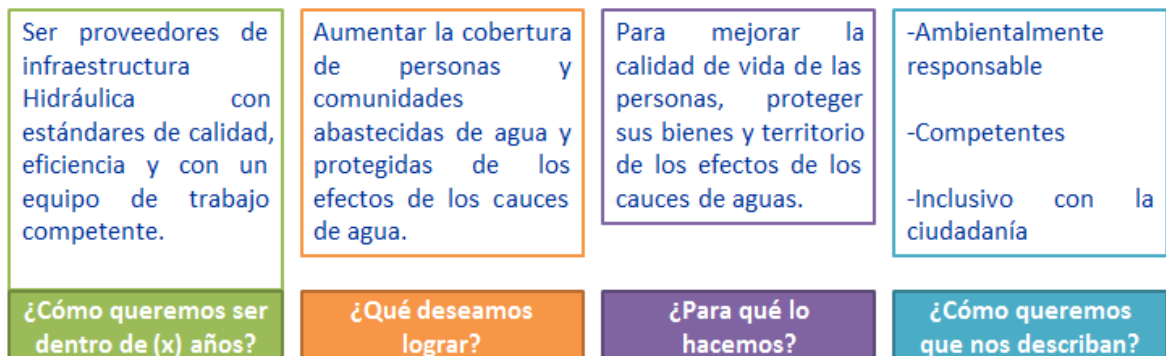 Ser proveedores de
infraestructura
Hidráulica con
estándares de calidad,
eficiencia y con un
equipo de trabajo
competente.
¿Cómo queremos ser
dentro de (x) años?
Aumentar la cobertura
de personas y
comunidades
abastecidas de agua y
protegidas de los
efectos de los cauces
de agua.
¿Qué deseamos
lograr?
Para mejorar la
calidad de vida de las
personas, proteger
sus bienes y territorio
de los efectos de los
cauces de aguas.
¿Para qué lo
hacemos?
-Ambientalmente
responsable
-Competentes
-Inclusivo con la
ciudadanía
¿Cómo queremos
que nos describan?